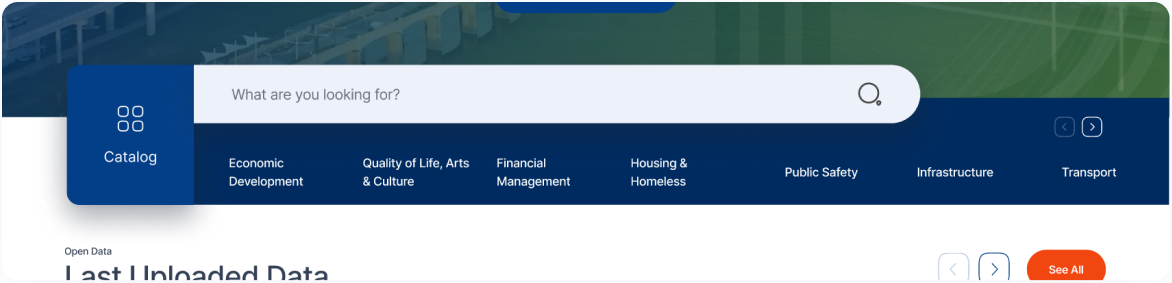 What are you looking for?
Catalog
Economic
Development
Quality of Life, Arts
& Culture
Financial
Management
Housing &
Homeless
Public Safety
Infrastructure
Transport
Open Data
Last Uploaded Data
See All